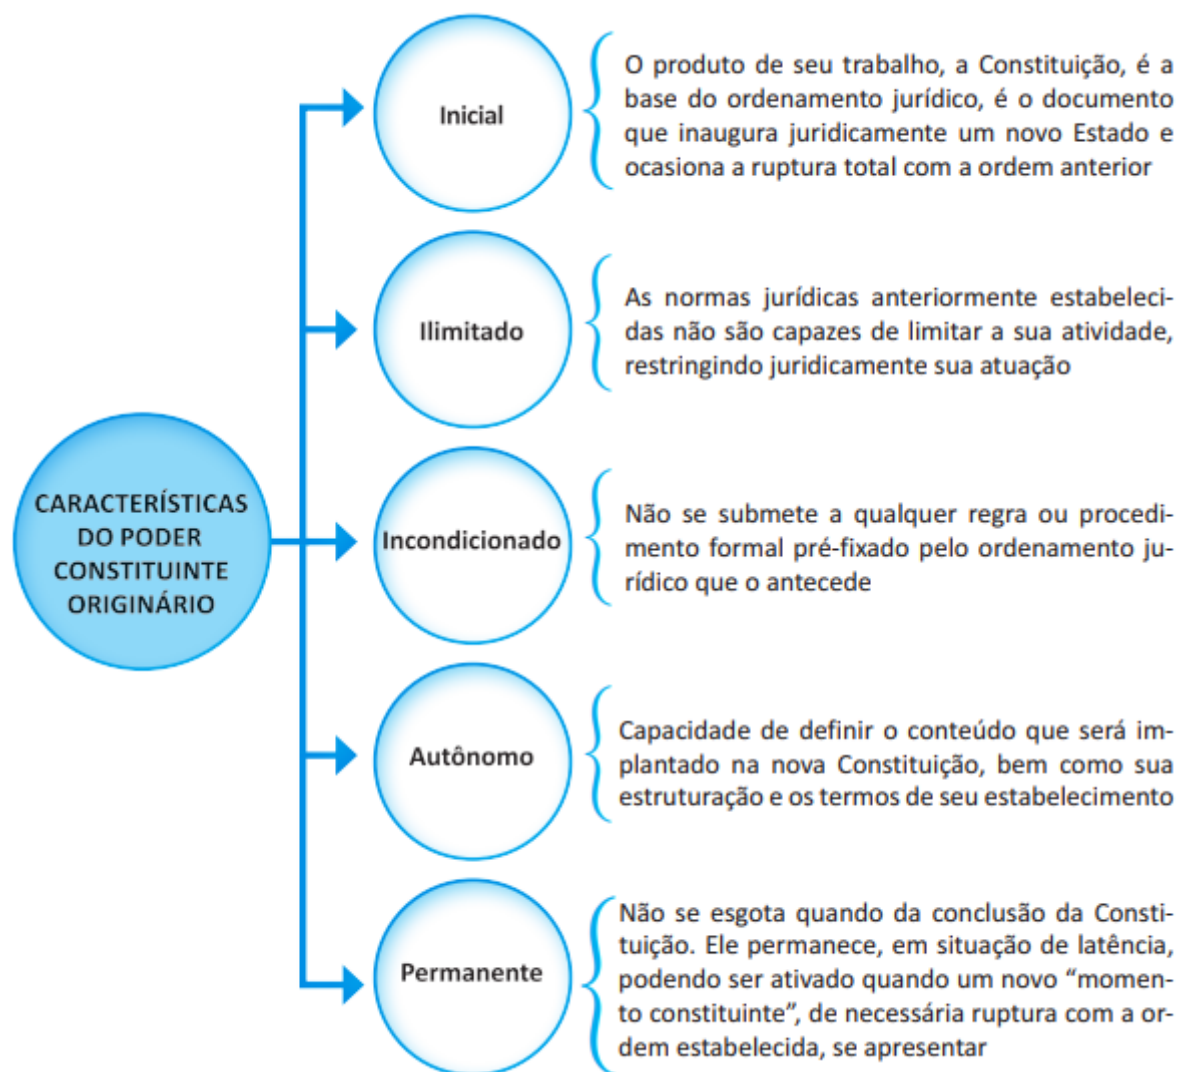 CARACTERÍSTICAS
DO PODER
CONSTITUINTE
ORIGINÁRIO
Inicial
O produto de seu trabalho, a Constituição, é a
base do ordenamento jurídico, é o documento
que inaugura juridicamente um novo Estado e
ocasiona a ruptura total com a ordem anterior
Ilimitado
As normas jurídicas anteriormente estabeleci-
das não são capazes de limitar a sua atividade,
restringindo juridicamente sua atuação
Incondicionado
Não se submete a qualquer regra ou procedi-
mento formal pré-fixado pelo ordenamento ju-
rídico que o antecede
Autônomo
Capacidade de definir o conteúdo que será im-
plantado na nova Constituição, bem como sua
estruturação e os termos de seu estabelecimento
Permanente
Não se esgota quando da conclusão da Consti-
tuição. Ele permanece, em situação de latência,
podendo ser ativado quando um novo “momen-
to constituinte”, de necessária ruptura com a or-
dem estabelecida, se apresentar